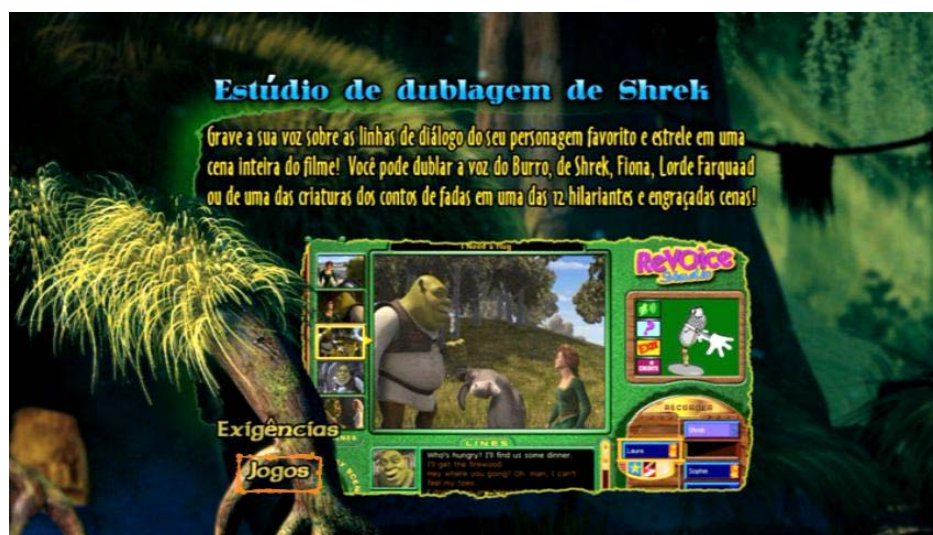 Estúdio de dublagem de Shrek
Grave a sua voz sobre as linhas de diálogo do seu personagem favorito e estrele em uma
cena inteira do filme! Você pode dublar a voz do Burro, de Shrek, Fiona, Lorde Farquaad
ou de uma das criaturas dos contos de fadas em uma das 12 hilariantes e engraçadas cenas!
I Need a Hug
ReVoice
Studio
EXIT
CREDITS
RECORDER
Shrek
Laura
Sophie
LINES
Who's hungry? I'll find us some dinner.
I'll get the firewood.
Hey where you going? Oh, man, I can't
feel my toes.
Exigências
Jogos